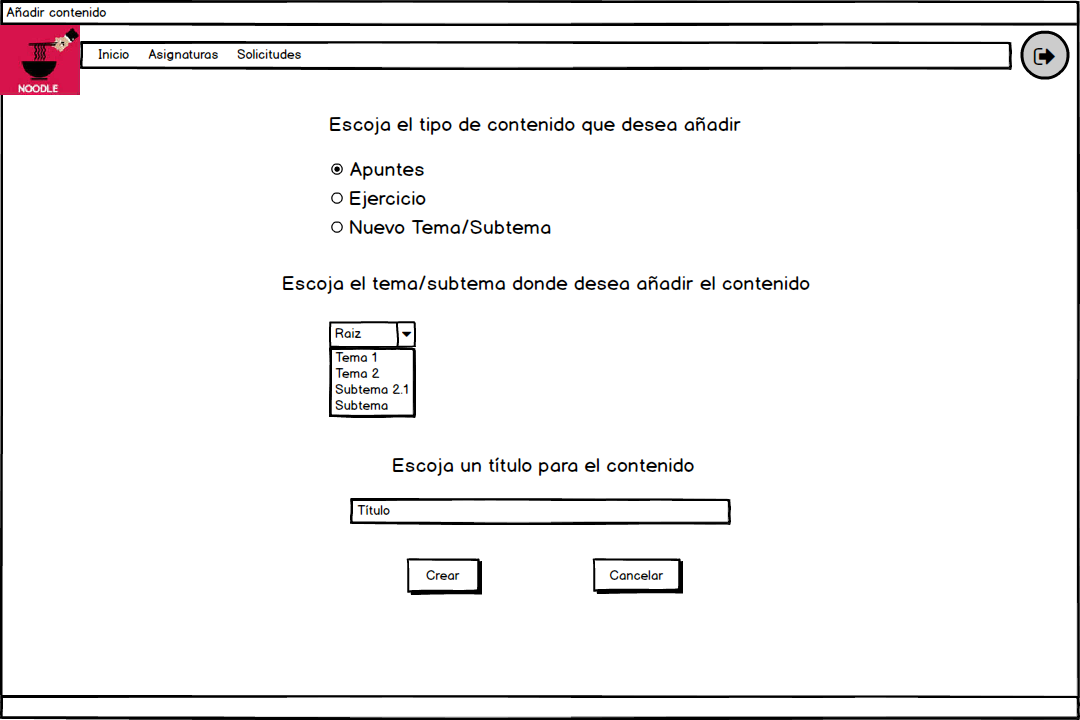 Añadir contenido
NOODLE
Inicio Asignaturas Solicitudes
Escoja el tipo de contenido que desea añadir
Apuntes
Ejercicio
Nuevo Tema/Subtema
Escoja el tema/subtema donde desea añadir el contenido
Raiz
Tema 1
Tema 2
Subtema 2.1
Subtema
Escoja un título para el contenido
Título
Crear Cancelar